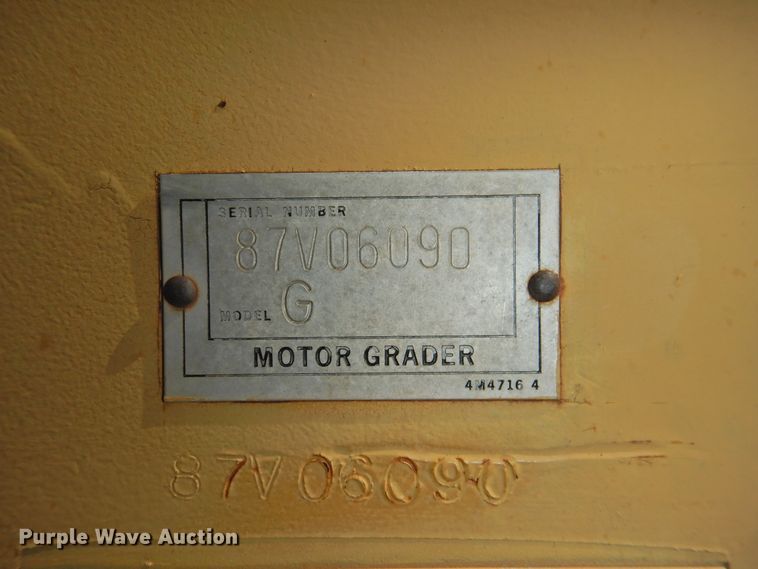 SERIAL NUMBER
87V06090
MODEL G
MOTOR GRADER
4M4716 4
87V06090
Purple Wave Auction